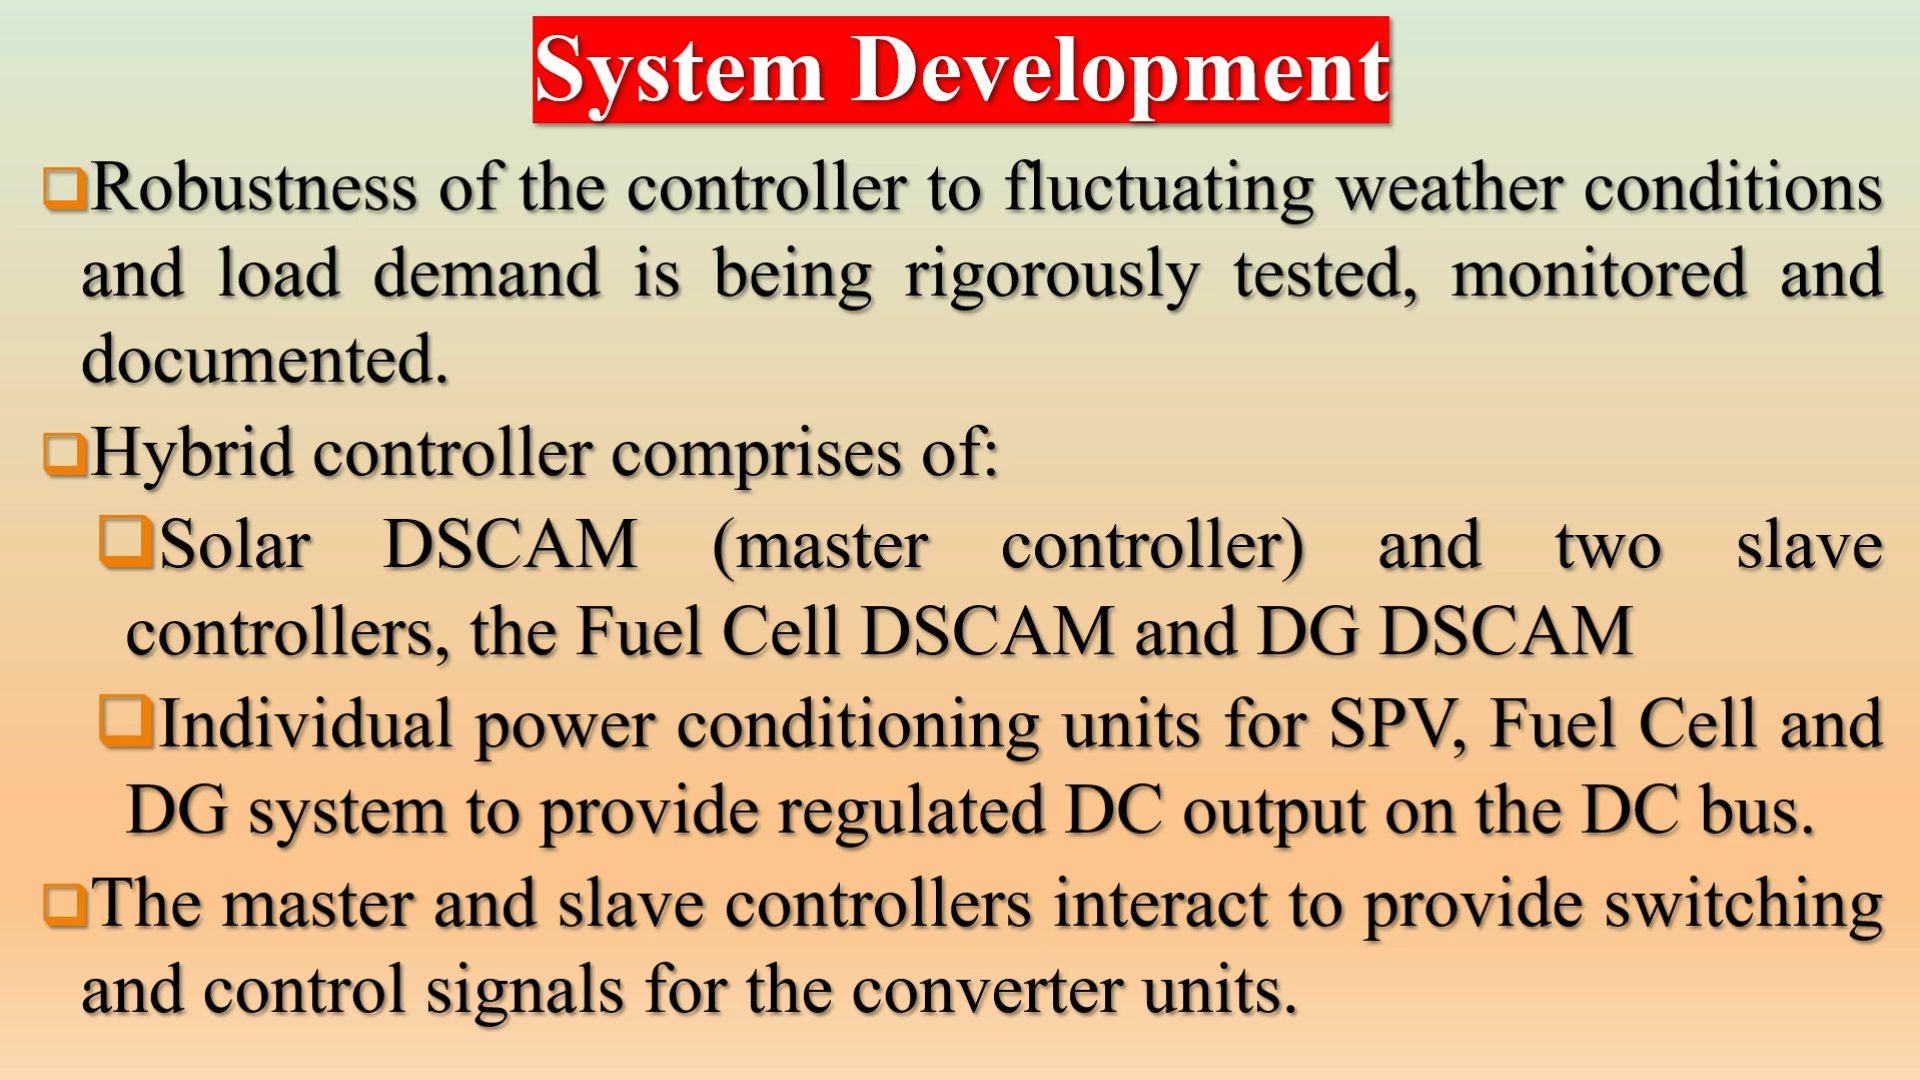 System Development
Robustness of the controller to fluctuating weather conditions
and load demand is being rigorously tested, monitored and
documented.
Hybrid controller comprises of:
Solar DSCAM (master controller) and two slave
controllers, the Fuel Cell DSCAM and DG DSCAM
Individual power conditioning units for SPV, Fuel Cell and
DG system to provide regulated DC output on the DC bus.
The master and slave controllers interact to provide switching
and control signals for the converter units.